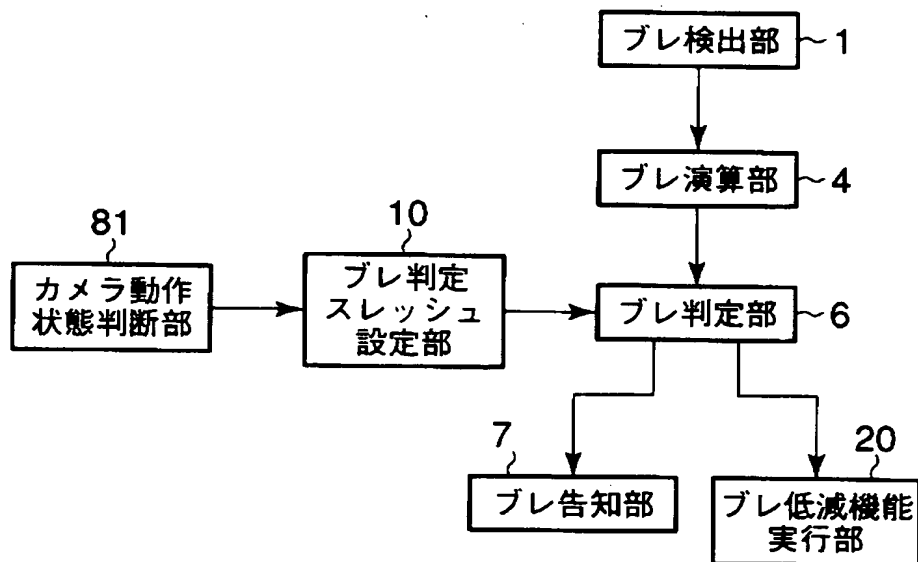 ブレ検出部
1
ブレ演算部
4
81
カメラ動作
状態判断部
10
ブレ判定
スレッシュ
設定部
ブレ判定部
6
7
ブレ告知部
20
ブレ低減機能
実行部